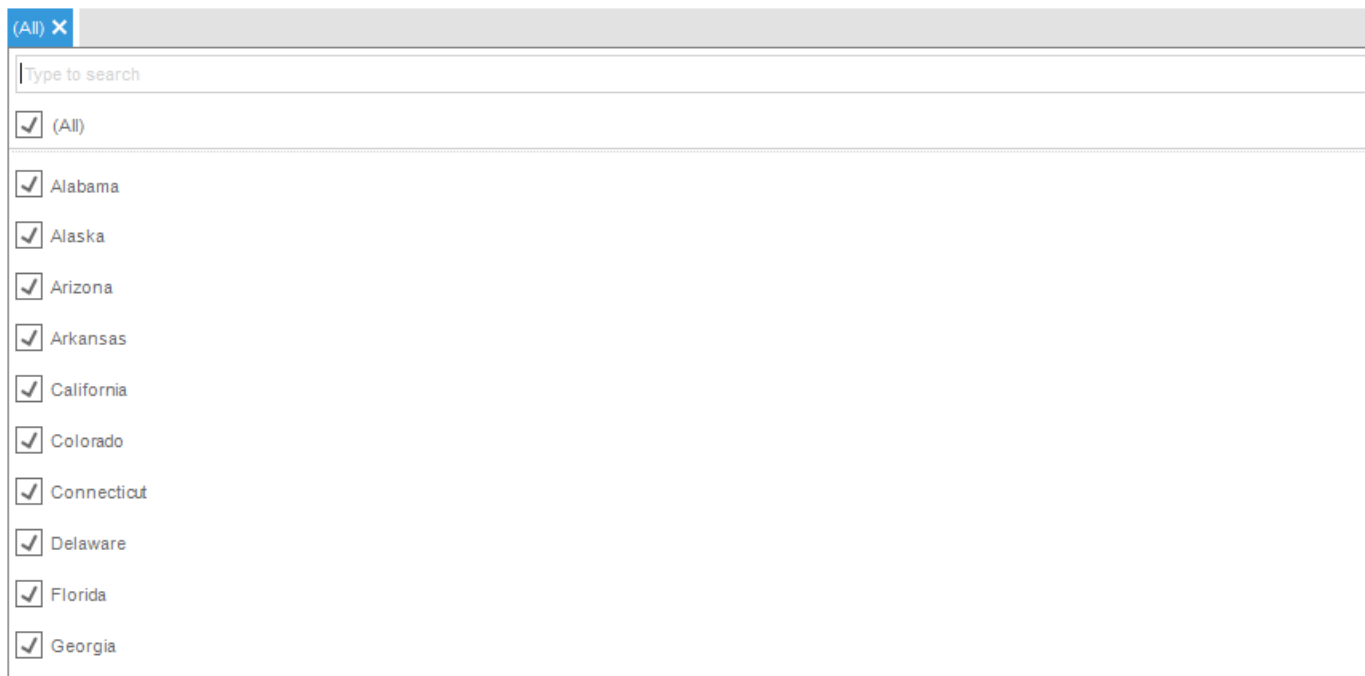 (All)
Type to search
(All)
Alabama
Alaska
Arizona
Arkansas
California
Colorado
Connecticut
Delaware
Florida
Georgia